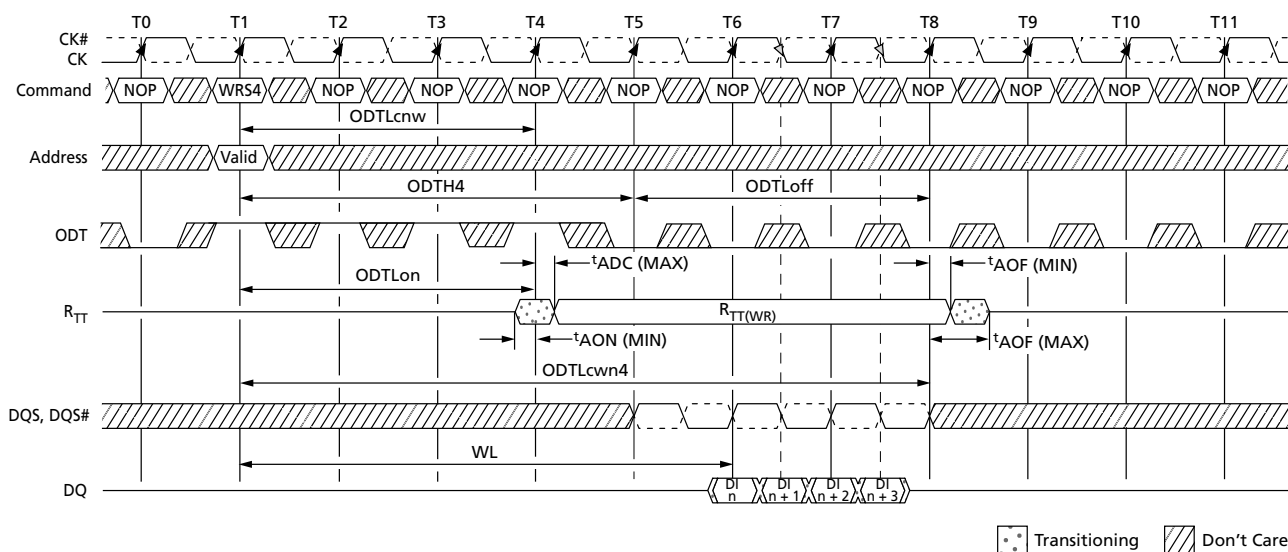 T0 T1 T2 T3 T4 T5 T6 T7 T8 T9 T10 T11
CK#
CK
Command NOP WRS4 NOP NOP NOP NOP NOP NOP NOP NOP NOP NOP
ODTLcnw
Address Valid
ODTH4 ODTLoff
ODT
tADC (MAX) tAOF (MIN)
ODTLon
RTT RTT(WR)
tAON (MIN) tAOF (MAX)
ODTLcwn4
DQS, DQS#
WL
DQ DI n DI n + 1 DI n + 2 DI n + 3
Transitioning Don't Care